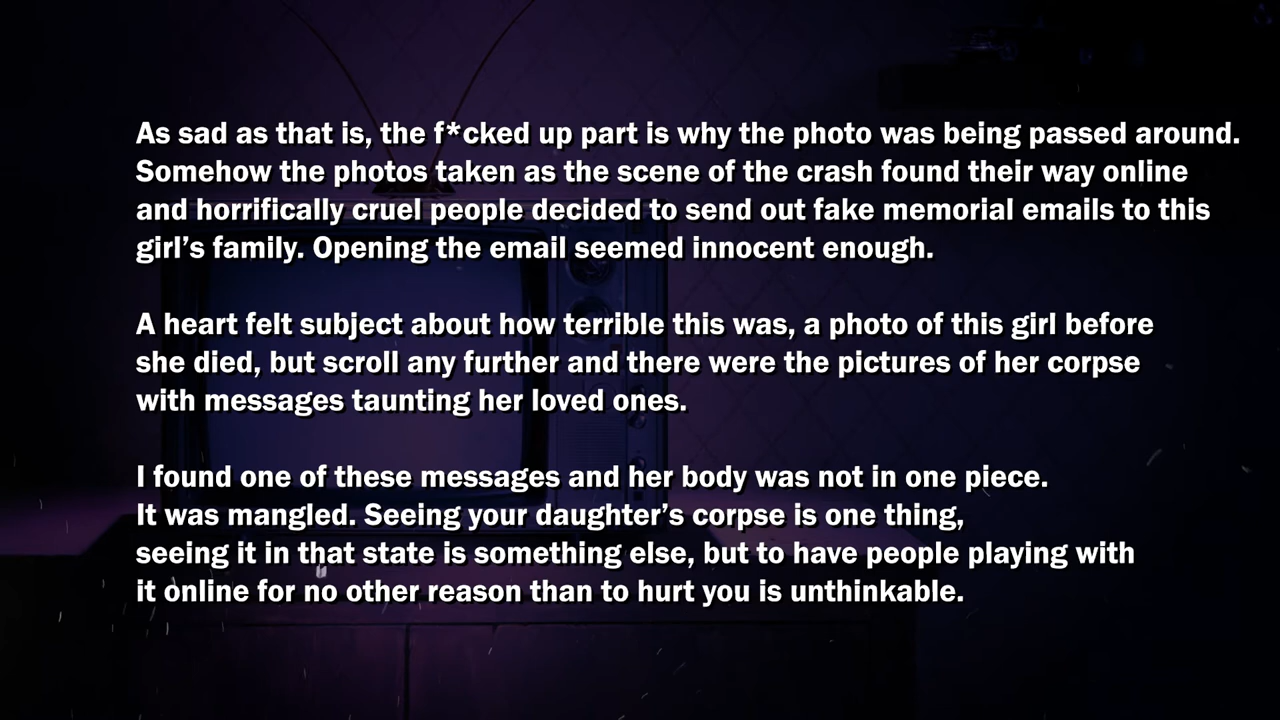 As sad as that is, the f*cked up part is why the photo was being passed around.
Somehow the photos taken as the scene of the crash found their way online
and horrifically cruel people decided to send out fake memorial emails to this
girl’s family. Opening the email seemed innocent enough.
A heart felt subject about how terrible this was, a photo of this girl before
she died, but scroll any further and there were the pictures of her corpse
with messages taunting her loved ones.
I found one of these messages and her body was not in one piece.
It was mangled. Seeing your daughter’s corpse is one thing,
seeing it in that state is something else, but to have people playing with
it online for no other reason than to hurt you is unthinkable.